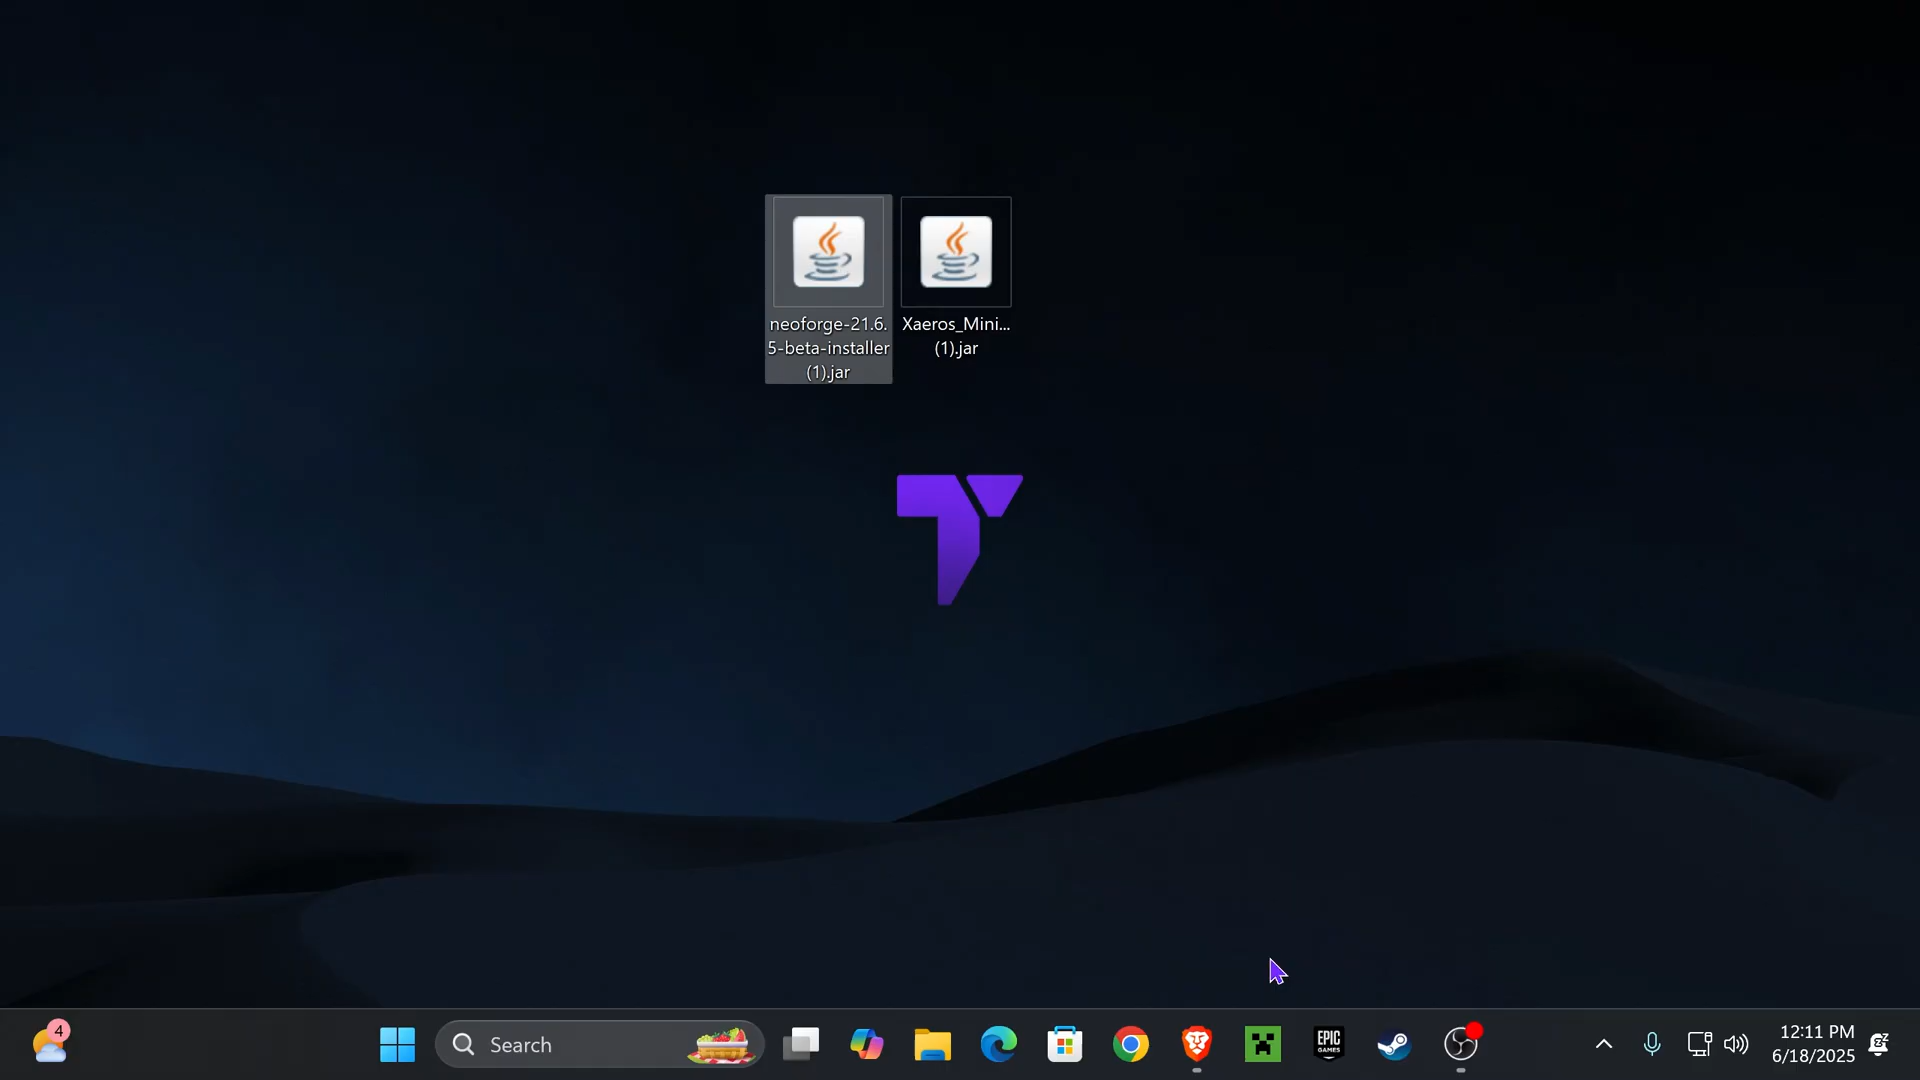 neoforge-21.6.
5-beta-installer
(1).jar
Xaeros_Mini...
(1).jar
4
Search
EPIC
GAMES
12:11 PM
6/18/2025